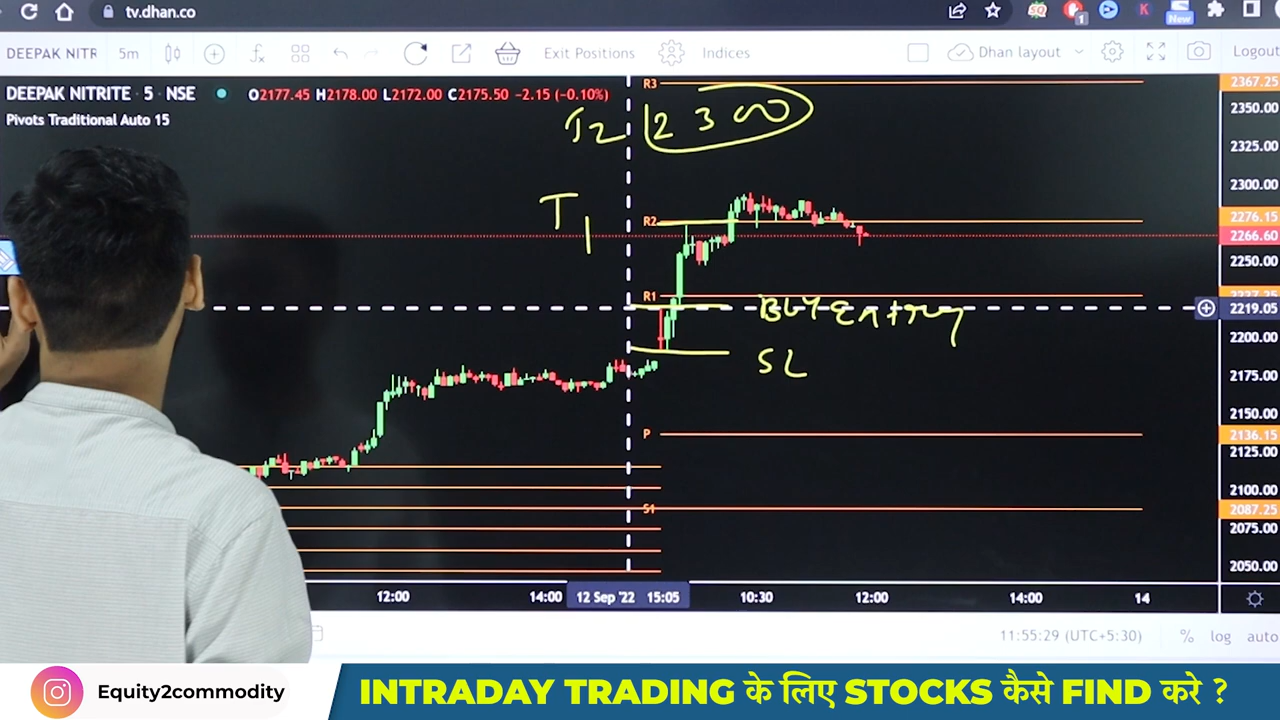 tv.dhan.co
1
New
DEEPAK NITR 5m Exit Positions Indices Dhan layout Logout
DEEPAK NITRITE · 5 · NSE O2177.45 H2178.00 L2172.00 C2175.50 −2.15 (−0.10%)
Pivots Traditional Auto 15
R3
2367.25
T2 2300
2350.00
2325.00
2300.00
T1
R2
2276.15
2266.60
2250.00
R1
2227.25
BUY Entry
2219.05
2200.00
SL
2175.00
2150.00
P
2136.15
2125.00
2100.00
S1
2087.25
2075.00
2050.00
12:00 14:00 12 Sep '22 15:05 10:30 12:00 14:00 14
11:55:29 (UTC+5:30) % log auto
Equity2commodity
INTRADAY TRADING के लिए STOCKS कैसे FIND करे ?